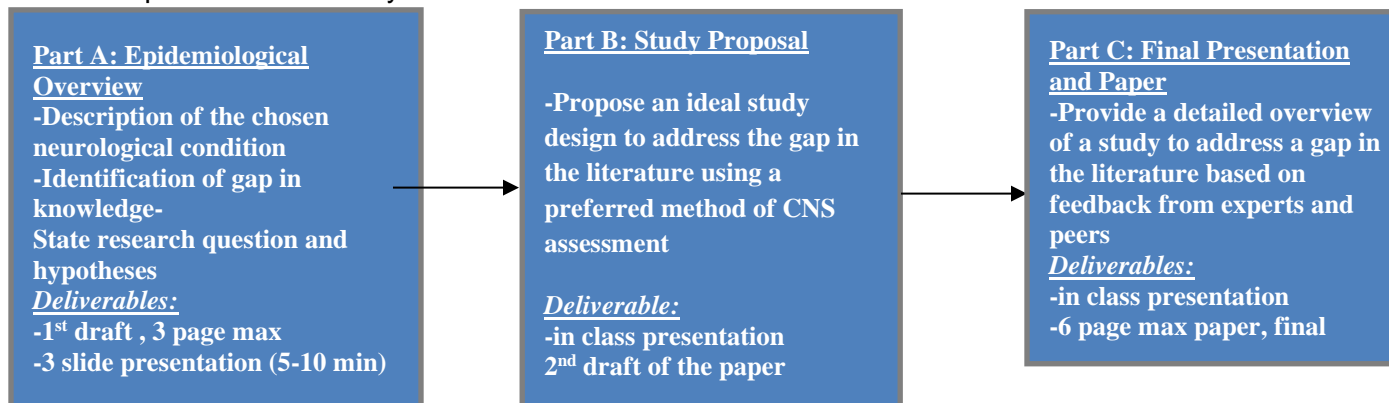 Part A: Epidemiological
Overview
-Description of the chosen
neurological condition
-Identification of gap in
knowledge-
State research question and
hypotheses
Deliverables:
-1st draft , 3 page max
-3 slide presentation (5-10 min)
Part B: Study Proposal
-Propose an ideal study
design to address the gap in
the literature using a
preferred method of CNS
assessment
Deliverable:
-in class presentation
2nd draft of the paper
Part C: Final Presentation
and Paper
-Provide a detailed overview
of a study to address a gap in
the literature based on
feedback from experts and
peers
Deliverables:
-in class presentation
-6 page max paper, final